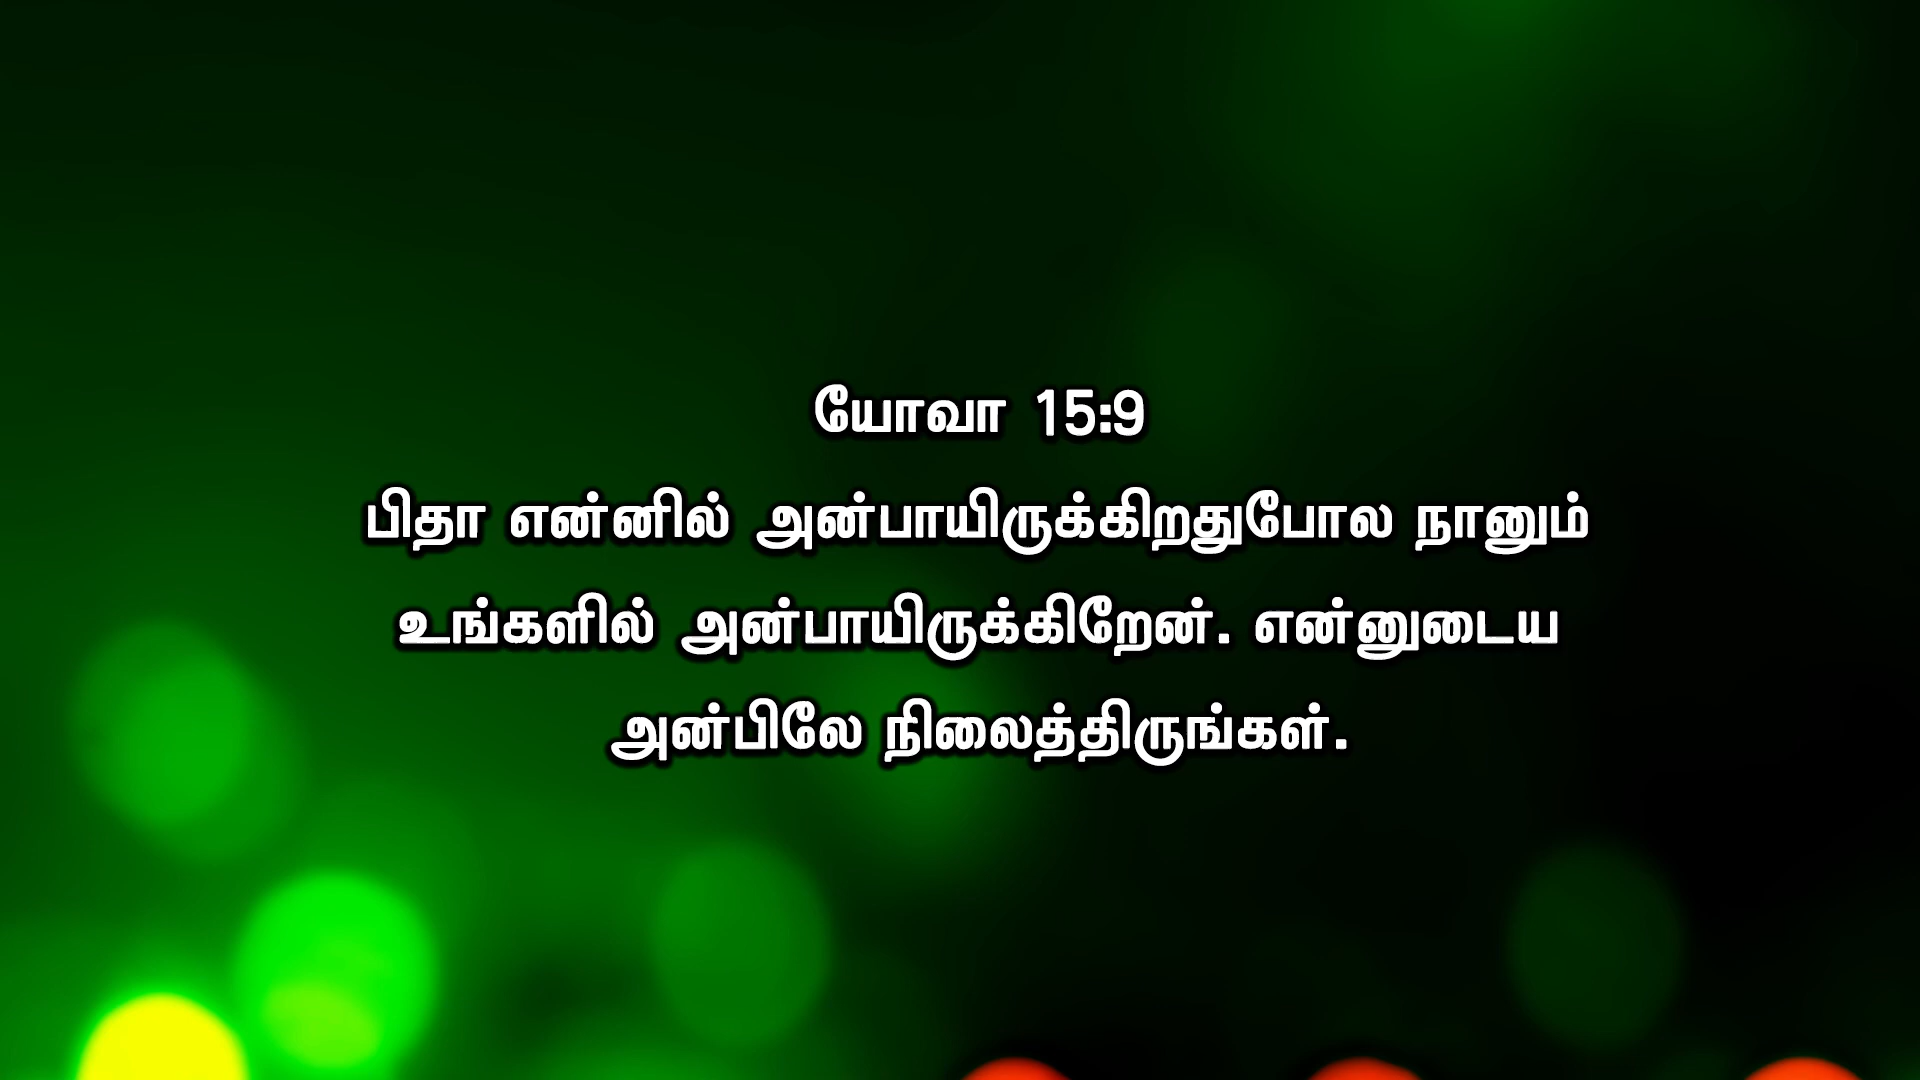 யோவா 15:9
பிதா என்னில் அன்பாயிருக்கிறதுபோல நானும்
உங்களில் அன்பாயிருக்கிறேன். என்னுடைய
அன்பிலே நிலைத்திருங்கள்.